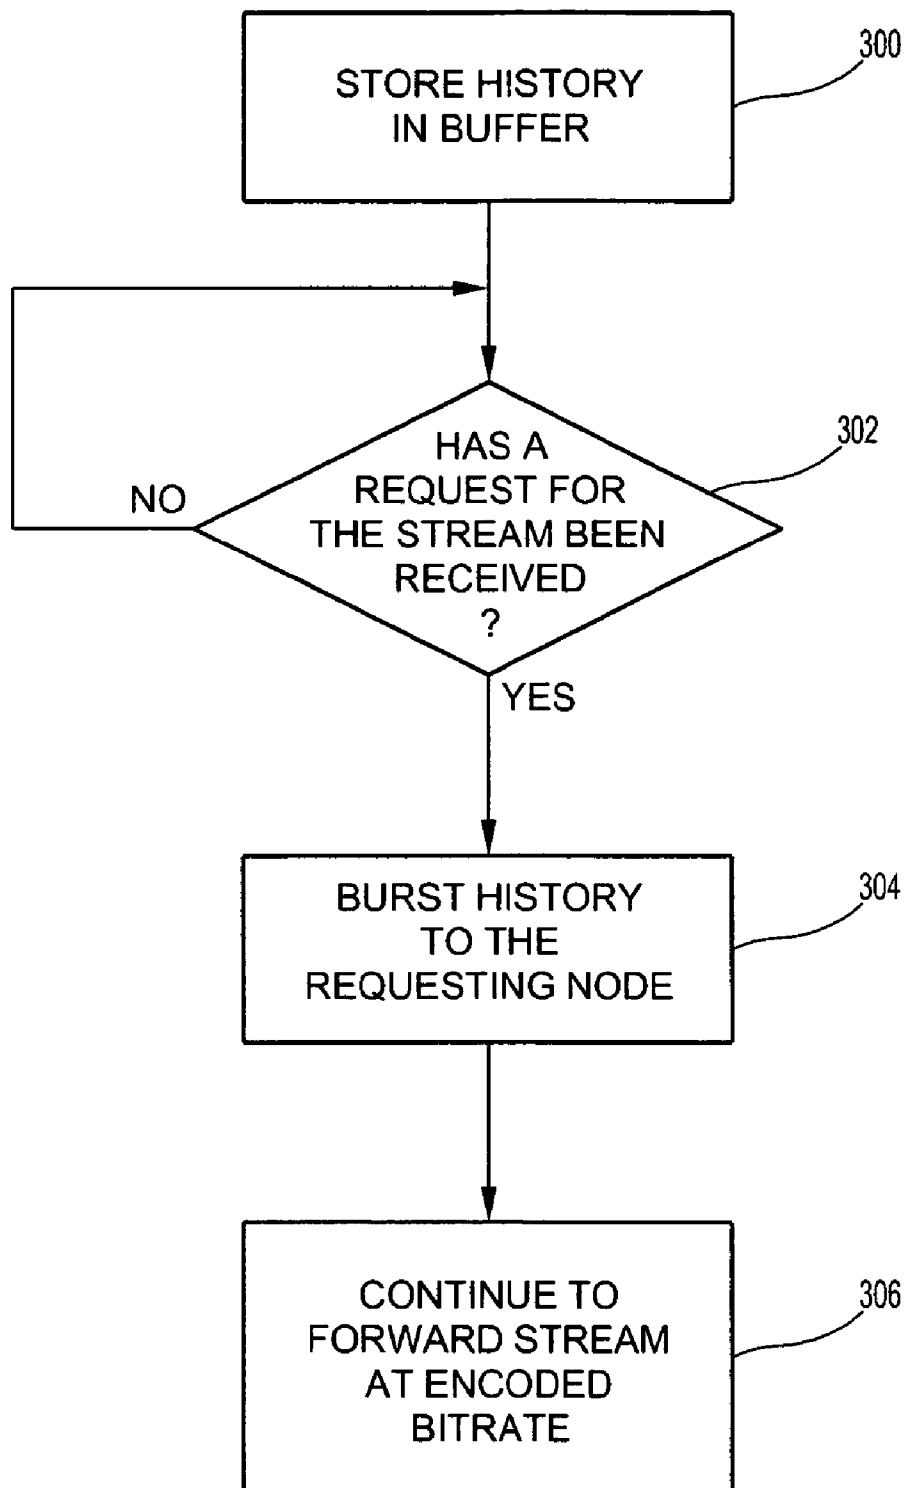 300
STORE HISTORY
IN BUFFER
302
HAS A
REQUEST FOR
THE STREAM BEEN
RECEIVED
?
NO
YES
304
BURST HISTORY
TO THE
REQUESTING NODE
306
CONTINUE TO
FORWARD STREAM
AT ENCODED
BITRATE